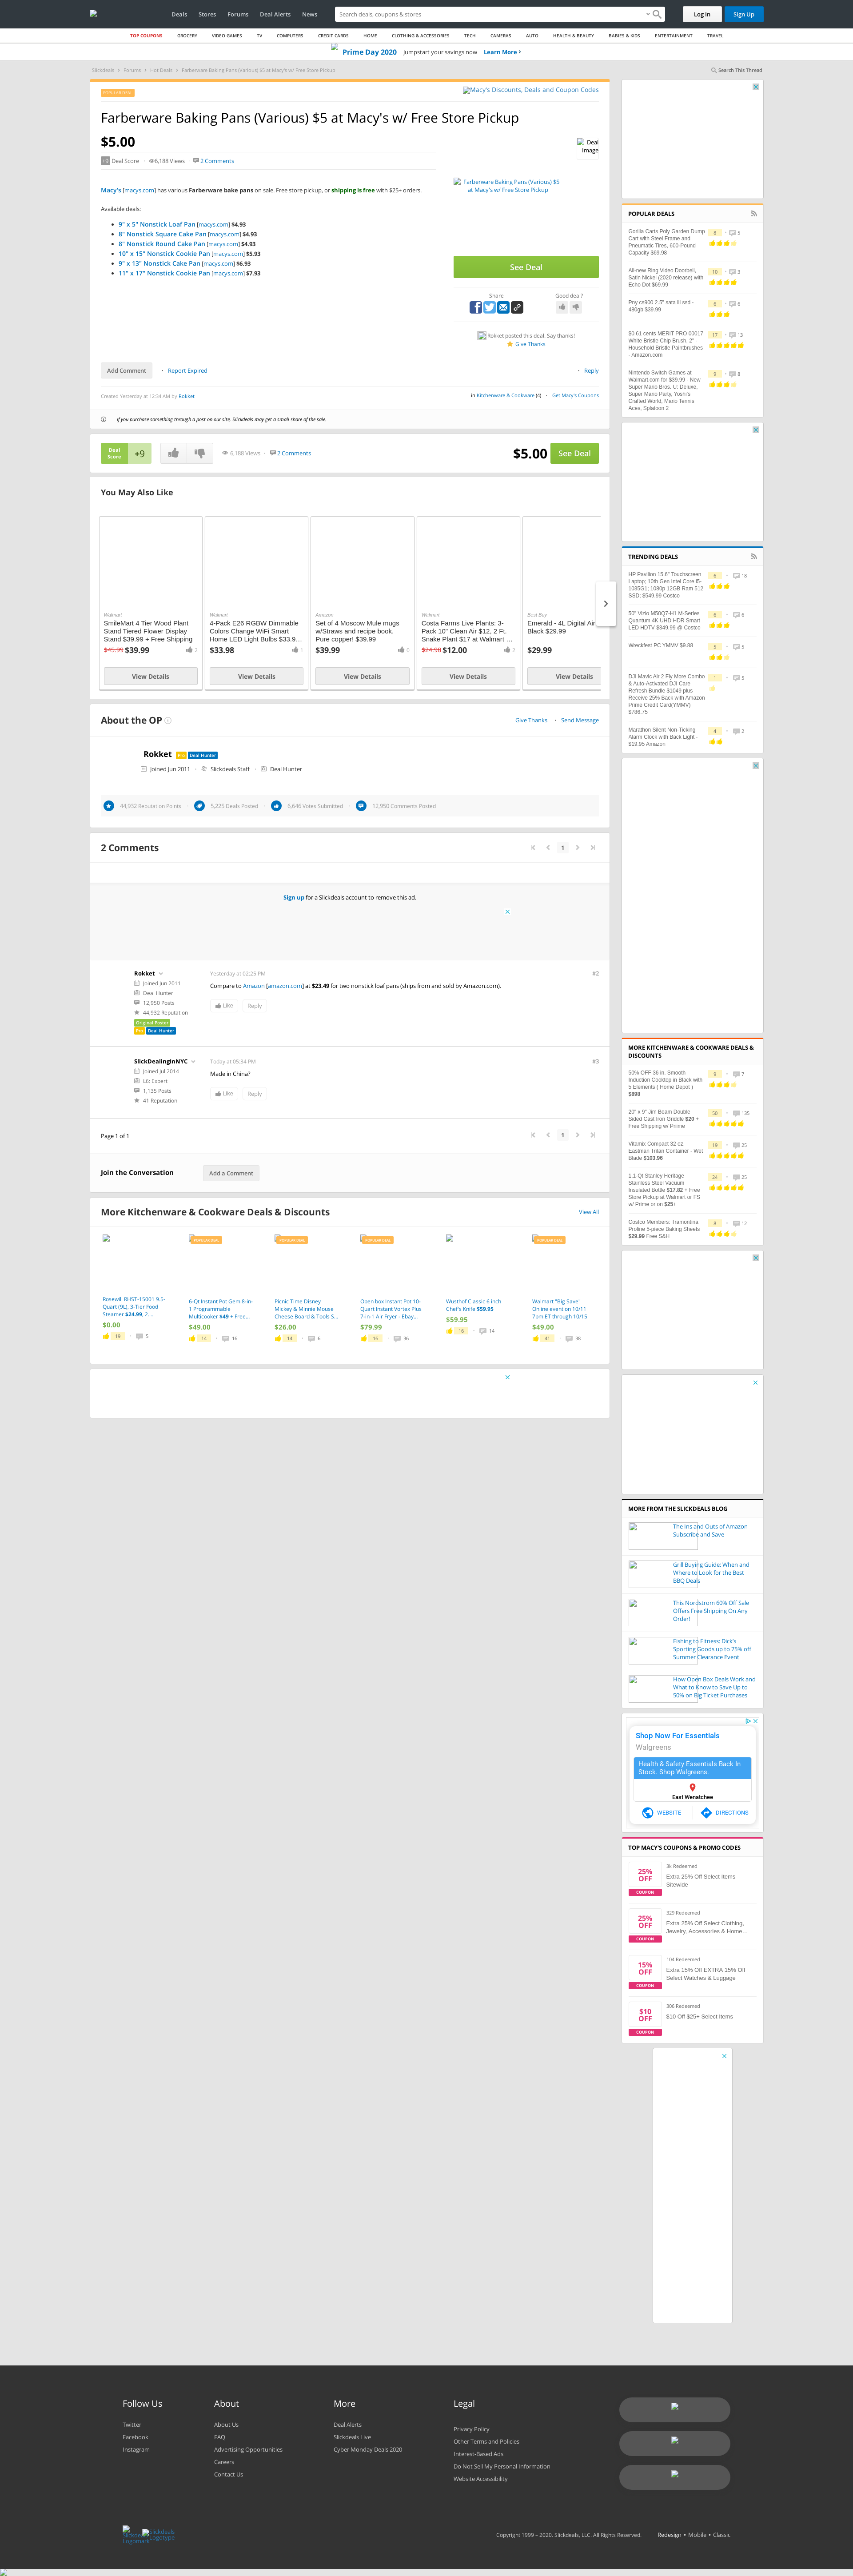 Deals Stores Forums Deal Alerts News Search deals, coupons & stores Log In Sign Up
TOP COUPONS GROCERY VIDEO GAMES TV COMPUTERS CREDIT CARDS HOME CLOTHING & ACCESSORIES TECH CAMERAS AUTO HEALTH & BEAUTY BABIES & KIDS ENTERTAINMENT TRAVEL
Prime Day 2020 Jumpstart your savings now Learn More ›
Slickdeals › Forums › Hot Deals › Farberware Baking Pans (Various) $5 at Macy's w/ Free Store Pickup
Search This Thread
POPULAR DEAL
Macy's Discounts, Deals and Coupon Codes
Farberware Baking Pans (Various) $5 at Macy's w/ Free Store Pickup
$5.00
Deal Image
+9 Deal Score · 6,188 Views · 2 Comments
Macy's [macys.com] has various Farberware bake pans on sale. Free store pickup, or shipping is free with $25+ orders.
Available deals:
• 9" x 5" Nonstick Loaf Pan [macys.com] $4.93
• 8" Nonstick Square Cake Pan [macys.com] $4.93
• 8" Nonstick Round Cake Pan [macys.com] $4.93
• 10" x 15" Nonstick Cookie Pan [macys.com] $5.93
• 9" x 13" Nonstick Cake Pan [macys.com] $6.93
• 11" x 17" Nonstick Cookie Pan [macys.com] $7.93
Farberware Baking Pans (Various) $5
at Macy's w/ Free Store Pickup
See Deal
Share: Good deal?
Rokket posted this deal. Say thanks!
Give Thanks
Add Comment · Report Expired · Reply
Created Yesterday at 12:34 AM by Rokket
in Kitchenware & Cookware (4) · Get Macy's Coupons
If you purchase something through a post on our site, Slickdeals may get a small share of the sale.
Deal Score +9
6,188 Views · 2 Comments
$5.00 See Deal
You May Also Like
Walmart
SmileMart 4 Tier Wood Plant Stand Tiered Flower Display Stand $39.99 + Free Shipping
$45.99 $39.99 2
View Details
Walmart
4-Pack E26 RGBW Dimmable Colors Change WiFi Smart Home LED Light Bulbs $33.9…
$33.98 1
View Details
Amazon
Set of 4 Moscow Mule mugs w/Straws and recipe book. Pure copper! $39.99
$39.99 0
View Details
Walmart
Costa Farms Live Plants: 3-Pack 10" Clean Air $12, 2 Ft. Snake Plant $17 at Walmart …
$24.98 $12.00 2
View Details
Best Buy
Emerald - 4L Digital Air
Black $29.99
$29.99
View Details
About the OP
Give Thanks · Send Message
Rokket Pro Deal Hunter
Joined Jun 2011 · Slickdeals Staff · Deal Hunter
44,932 Reputation Points · 5,225 Deals Posted · 6,646 Votes Submitted · 12,950 Comments Posted
2 Comments
1
Sign up for a Slickdeals account to remove this ad.
Rokket
Joined Jun 2011
Deal Hunter
12,950 Posts
44,932 Reputation
Original Poster
Pro Deal Hunter
Yesterday at 02:25 PM #2
Compare to Amazon [amazon.com] at $23.49 for two nonstick loaf pans (ships from and sold by Amazon.com).
Like Reply
SlickDealingInNYC
Joined Jul 2014
L6: Expert
1,135 Posts
41 Reputation
Today at 05:34 PM #3
Made in China?
Like Reply
Page 1 of 1
1
Join the Conversation
Add a Comment
More Kitchenware & Cookware Deals & Discounts
View All
Rosewill RHST-15001 9.5-Quart (9L), 3-Tier Food Steamer $24.99; 2....
$0.00
19 · 5
POPULAR DEAL
6-Qt Instant Pot Gem 8-in-1 Programmable Multicooker $49 + Free...
$49.00
14 · 16
POPULAR DEAL
Picnic Time Disney Mickey & Minnie Mouse Cheese Board & Tools S...
$26.00
14 · 6
POPULAR DEAL
Open box Instant Pot 10-Quart Instant Vortex Plus 7-in-1 Air Fryer - Ebay...
$79.99
16 · 36
Wusthof Classic 6 inch Chef's Knife $59.95
$59.95
16 · 14
POPULAR DEAL
Walmart "Big Save" Online event on 10/11 7pm ET through 10/15
$49.00
41 · 38
POPULAR DEALS
Gorilla Carts Poly Garden Dump Cart with Steel Frame and Pneumatic Tires, 600-Pound Capacity $69.98
8 · 5
All-new Ring Video Doorbell, Satin Nickel (2020 release) with Echo Dot $69.99
10 · 3
Pny cs900 2.5" sata iii ssd - 480gb $39.99
6 · 6
$0.61 cents MERIT PRO 00017 White Bristle Chip Brush, 2" - Household Bristle Paintbrushes - Amazon.com
17 · 13
Nintendo Switch Games at Walmart.com for $39.99 - New Super Mario Bros. U: Deluxe, Super Mario Party, Yoshi's Crafted World, Mario Tennis Aces, Splatoon 2
9 · 8
TRENDING DEALS
HP Pavilion 15.6" Touchscreen Laptop; 10th Gen Intel Core i5-1035G1; 1080p 12GB Ram 512 SSD; $549.99 Costco
6 · 18
50" Vizio M50Q7-H1 M-Series Quantum 4K UHD HDR Smart LED HDTV $349.99 @ Costco
6 · 6
Wreckfest PC YMMV $9.88
5 · 5
DJI Mavic Air 2 Fly More Combo & Auto-Activated DJI Care Refresh Bundle $1049 plus Receive 25% Back with Amazon Prime Credit Card(YMMV) $786.75
1 · 5
Marathon Silent Non-Ticking Alarm Clock with Back Light - $19.95 Amazon
4 · 2
MORE KITCHENWARE & COOKWARE DEALS & DISCOUNTS
50% OFF 36 in. Smooth Induction Cooktop in Black with 5 Elements ( Home Depot ) $898
9 · 7
20" x 9" Jim Beam Double Sided Cast Iron Griddle $20 + Free Shipping w/ Prime
50 · 135
Vitamix Compact 32 oz. Eastman Tritan Container - Wet Blade $103.96
19 · 25
1.1-Qt Stanley Heritage Stainless Steel Vacuum Insulated Bottle $17.82 + Free Store Pickup at Walmart or FS w/ Prime or on $25+
24 · 25
Costco Members: Tramontina Proline 5-piece Baking Sheets $29.99 Free S&H
8 · 12
MORE FROM THE SLICKDEALS BLOG
The Ins and Outs of Amazon Subscribe and Save
Grill Buying Guide: When and Where to Look for the Best BBQ Deals
This Nordstrom 60% Off Sale Offers Free Shipping On Any Order!
Fishing to Fitness: Dick's Sporting Goods up to 75% off Summer Clearance Event
How Open Box Deals Work and What to Know to Save Up to 50% on Big Ticket Purchases
Shop Now For Essentials
Walgreens
Health & Safety Essentials Back In Stock. Shop Walgreens.
East Wenatchee
WEBSITE DIRECTIONS
TOP MACY'S COUPONS & PROMO CODES
25% OFF COUPON
3k Redeemed
Extra 25% Off Select Items Sitewide
25% OFF COUPON
329 Redeemed
Extra 25% Off Select Clothing, Jewelry, Accessories & Home...
15% OFF COUPON
104 Redeemed
Extra 15% Off EXTRA 15% Off Select Watches & Luggage
$10 OFF COUPON
306 Redeemed
$10 Off $25+ Select Items
Follow Us
Twitter
Facebook
Instagram
About
About Us
FAQ
Advertising Opportunities
Careers
Contact Us
More
Deal Alerts
Slickdeals Live
Cyber Monday Deals 2020
Legal
Privacy Policy
Other Terms and Policies
Interest-Based Ads
Do Not Sell My Personal Information
Website Accessibility
Slickdeals Logomark Slickdeals Logotype
Copyright 1999 - 2020. Slickdeals, LLC. All Rights Reserved. Redesign • Mobile • Classic